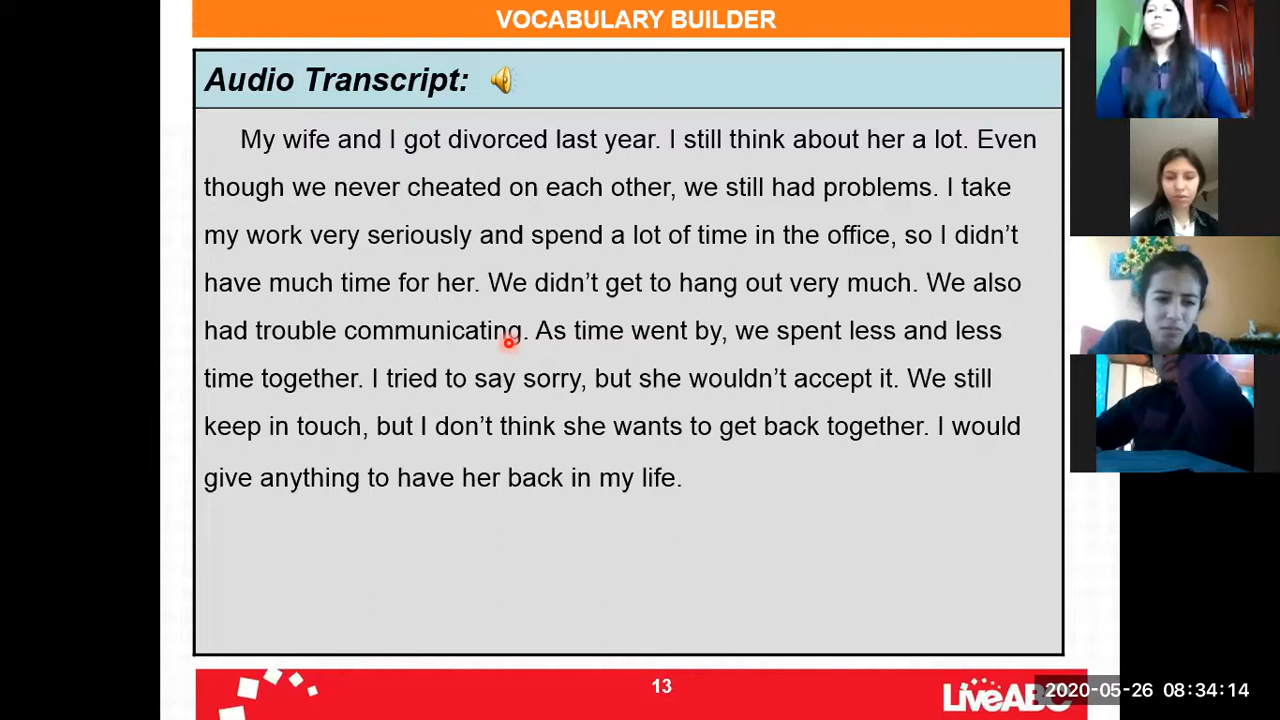 VOCABULARY BUILDER
Audio Transcript:
My wife and I got divorced last year. I still think about her a lot. Even
though we never cheated on each other, we still had problems. I take
my work very seriously and spend a lot of time in the office, so I didn’t
have much time for her. We didn’t get to hang out very much. We also
had trouble communicating. As time went by, we spent less and less
time together. I tried to say sorry, but she wouldn’t accept it. We still
keep in touch, but I don’t think she wants to get back together. I would
give anything to have her back in my life.
13
LiveABC
2020-05-26 08:34:14